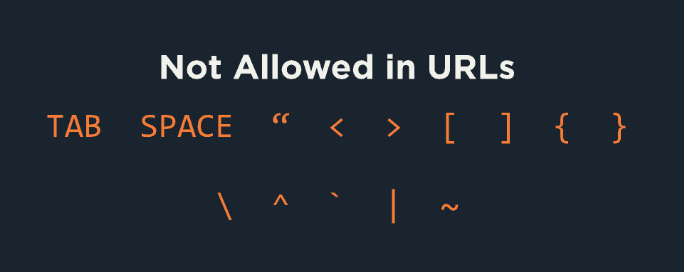 Not Allowed in URLs
TAB SPACE “ < > [ ] { }
\ ^ ` | ~